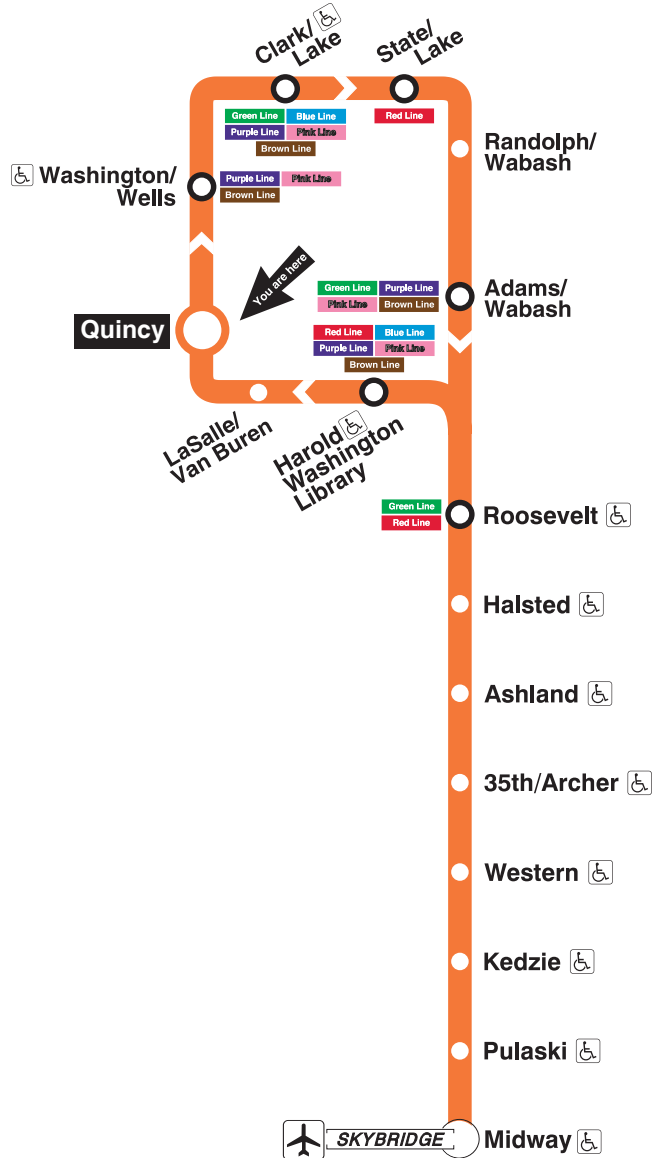 Clark/
Lake
State/
Lake
Green Line Blue Line
Purple Line Pink Line
Brown Line
Red Line
Randolph/
Wabash
Washington/
Wells
Purple Line Pink Line
Brown Line
You are here
Green Line Purple Line
Pink Line Brown Line
Adams/
Wabash
Quincy
Red Line Blue Line
Purple Line Pink Line
Brown Line
LaSalle/
Van Buren
Harold
Washington
Library
Green Line
Red Line
Roosevelt
Halsted
Ashland
35th/Archer
Western
Kedzie
Pulaski
SKYBRIDGE
Midway